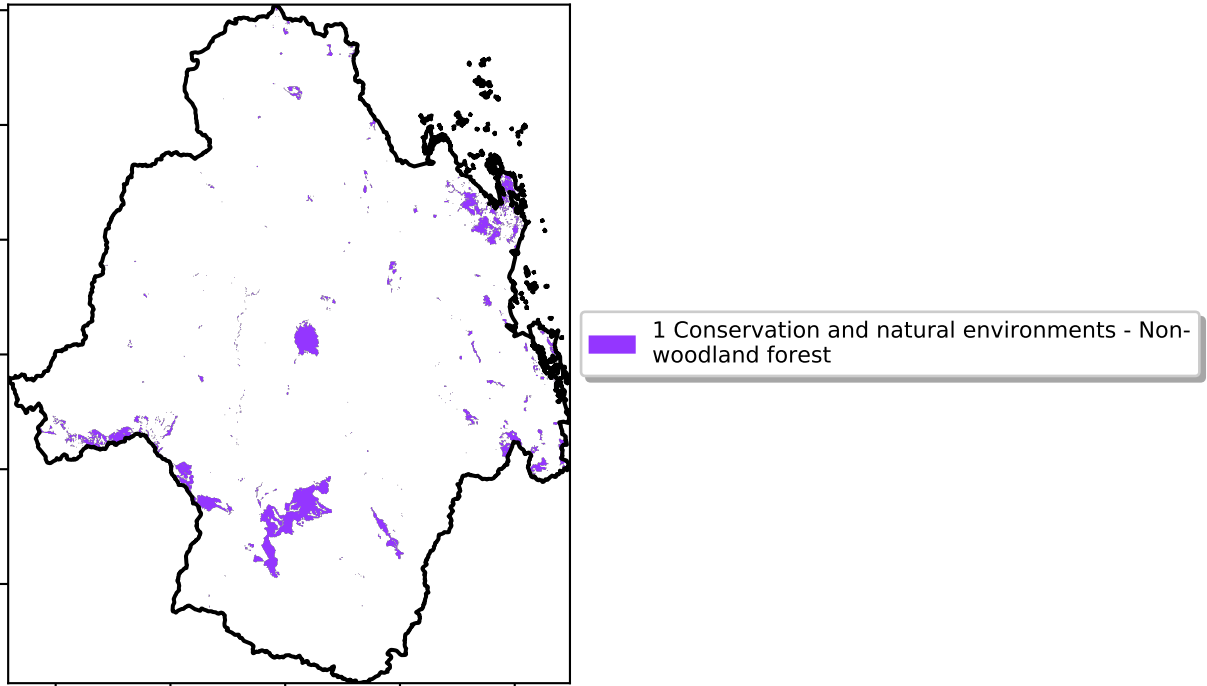 1 Conservation and natural environments - Non-
woodland forest